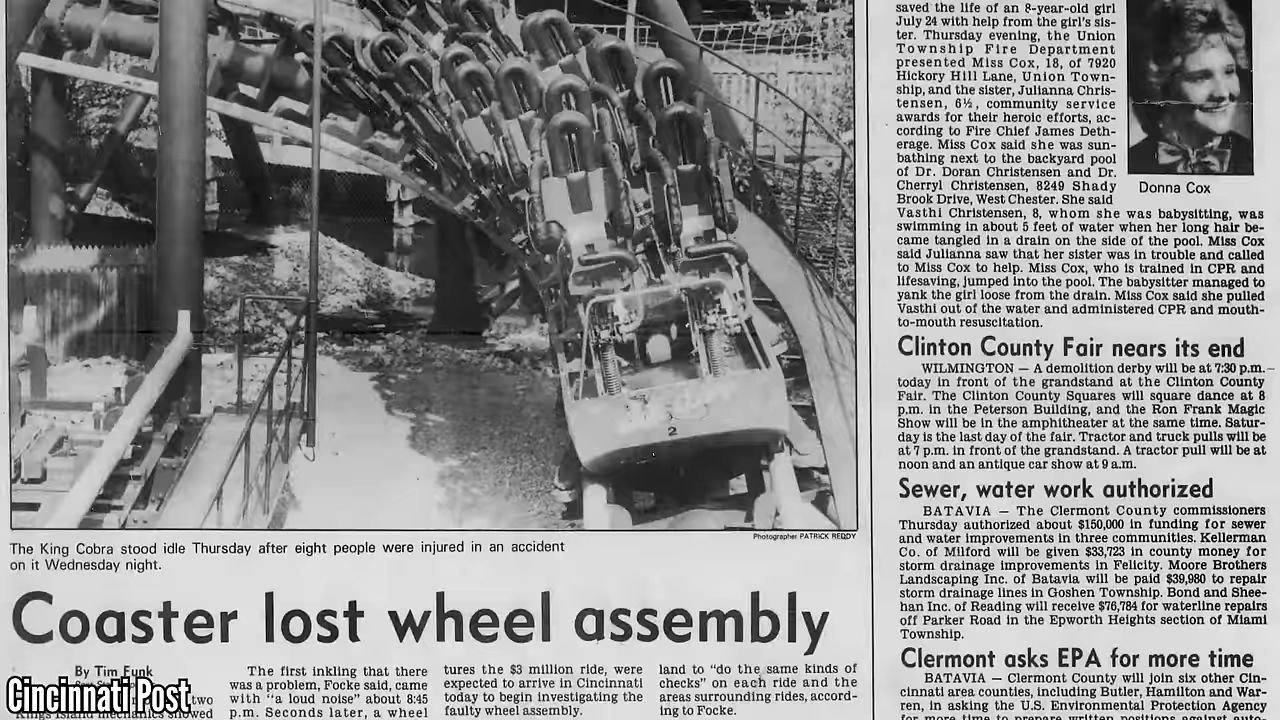 2
Photographer PATRICK REDDY
The King Cobra stood idle Thursday after eight people were injured in an accident
on it Wednesday night.
Coaster lost wheel assembly
By Tim Funk
two
Kings Island mechanics showed
The first inkling that there
was a problem, Focke said, came
with “a loud noise” about 8:45
p.m. Seconds later, a wheel
tures the $3 million ride, were
expected to arrive in Cincinnati
today to begin investigating the
faulty wheel assembly.
land to “do the same kinds of
checks” on each ride and the
areas surrounding rides, accord-
ing to Focke.
saved the life of an 8-year-old girl
July 24 with help from the girl’s sis-
ter. Thursday evening, the Union
Township Fire Department
presented Miss Cox, 18, of 7920
Hickory Hill Lane, Union Town-
ship, and the sister, Julianna Chris-
tensen, 6½, community service
awards for their heroic efforts, ac-
cording to Fire Chief James Deth-
erage. Miss Cox said she was sun-
bathing next to the backyard pool
of Dr. Doran Christensen and Dr.
Cherryl Christensen, 8249 Shady
Brook Drive, West Chester. She said
Vasthi Christensen, 8, whom she was babysitting, was
swimming in about 5 feet of water when her long hair be-
came tangled in a drain on the side of the pool. Miss Cox
said Julianna saw that her sister was in trouble and called
to Miss Cox to help. Miss Cox, who is trained in CPR and
lifesaving, jumped into the pool. The babysitter managed to
yank the girl loose from the drain. Miss Cox said she pulled
Vasthi out of the water and administered CPR and mouth-
to-mouth resuscitation.
Donna Cox
Clinton County Fair nears its end
WILMINGTON — A demolition derby will be at 7:30 p.m.
today in front of the grandstand at the Clinton County
Fair. The Clinton County Squares will square dance at 8
p.m. in the Peterson Building, and the Ron Frank Magic
Show will be in the amphitheater at the same time. Satur-
day is the last day of the fair. Tractor and truck pulls will be
at 7 p.m. in front of the grandstand. A tractor pull will be at
noon and an antique car show at 9 a.m.
Sewer, water work authorized
BATAVIA — The Clermont County commissioners
Thursday authorized about $150,000 in funding for sewer
and water improvements in three communities. Kellerman
Co. of Milford will be given $33,723 in county money for
storm drainage improvements in Felicity. Moore Brothers
Landscaping Inc. of Batavia will be paid $39,980 to repair
storm drainage lines in Goshen Township. Bond and Shee-
han Inc. of Reading will receive $76,784 for waterline repairs
off Parker Road in the Epworth Heights section of Miami
Township.
Clermont asks EPA for more time
BATAVIA — Clermont County will join six other Cin-
cinnati area counties, including Butler, Hamilton and War-
ren, in asking the U.S. Environmental Protection Agency
for more time to prepare written positions against auto-
Cincinnati Post